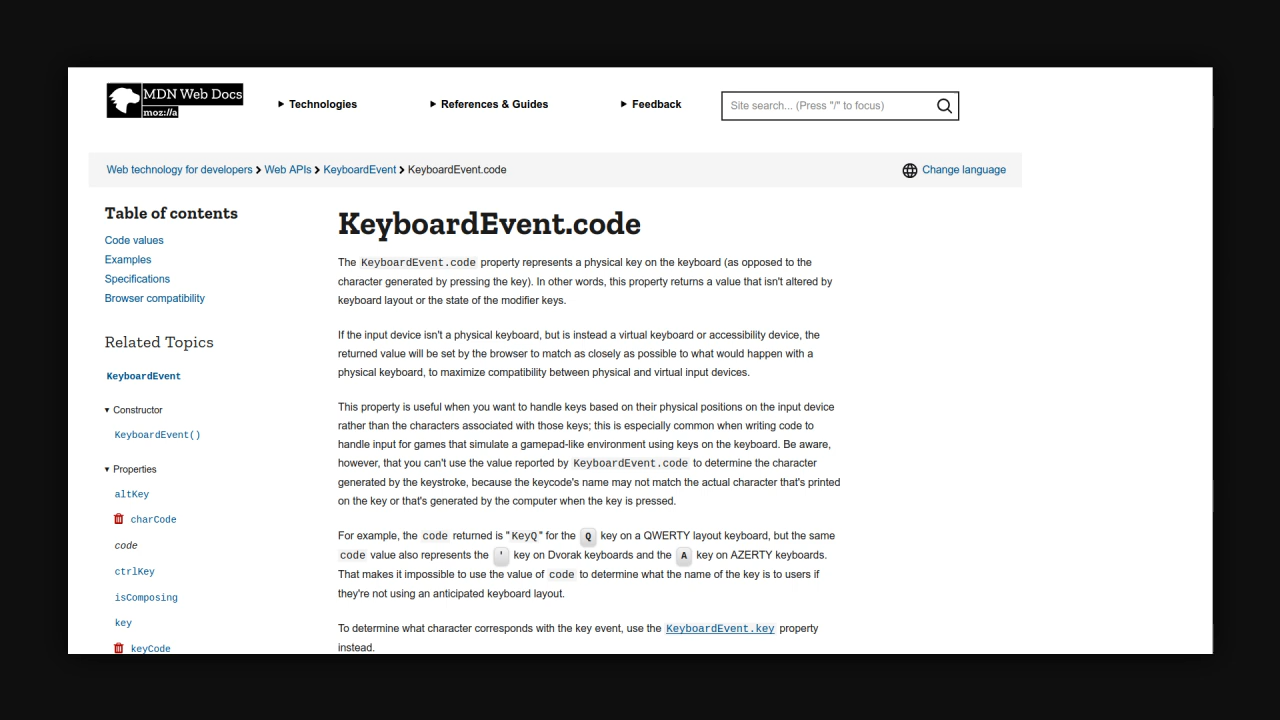 MDN Web Docs
moz://a
Technologies
References & Guides
Feedback
Site search... (Press "/" to focus)
Web technology for developers
Web APIs
KeyboardEvent
KeyboardEvent.code
Change language
Table of contents
Code values
Examples
Specifications
Browser compatibility
Related Topics
KeyboardEvent
Constructor
KeyboardEvent()
Properties
altKey
charCode
code
ctrlKey
isComposing
key
keyCode
KeyboardEvent.code
The KeyboardEvent.code property represents a physical key on the keyboard (as opposed to the
character generated by pressing the key). In other words, this property returns a value that isn't altered by
keyboard layout or the state of the modifier keys.
If the input device isn't a physical keyboard, but is instead a virtual keyboard or accessibility device, the
returned value will be set by the browser to match as closely as possible to what would happen with a
physical keyboard, to maximize compatibility between physical and virtual input devices.
This property is useful when you want to handle keys based on their physical positions on the input device
rather than the characters associated with those keys; this is especially common when writing code to
handle input for games that simulate a gamepad-like environment using keys on the keyboard. Be aware,
however, that you can't use the value reported by KeyboardEvent.code to determine the character
generated by the keystroke, because the keycode's name may not match the actual character that's printed
on the key or that's generated by the computer when the key is pressed.
For example, the code returned is "KeyQ" for the Q key on a QWERTY layout keyboard, but the same
code value also represents the ' key on Dvorak keyboards and the A key on AZERTY keyboards.
That makes it impossible to use the value of code to determine what the name of the key is to users if
they're not using an anticipated keyboard layout.
To determine what character corresponds with the key event, use the KeyboardEvent.key property
instead.